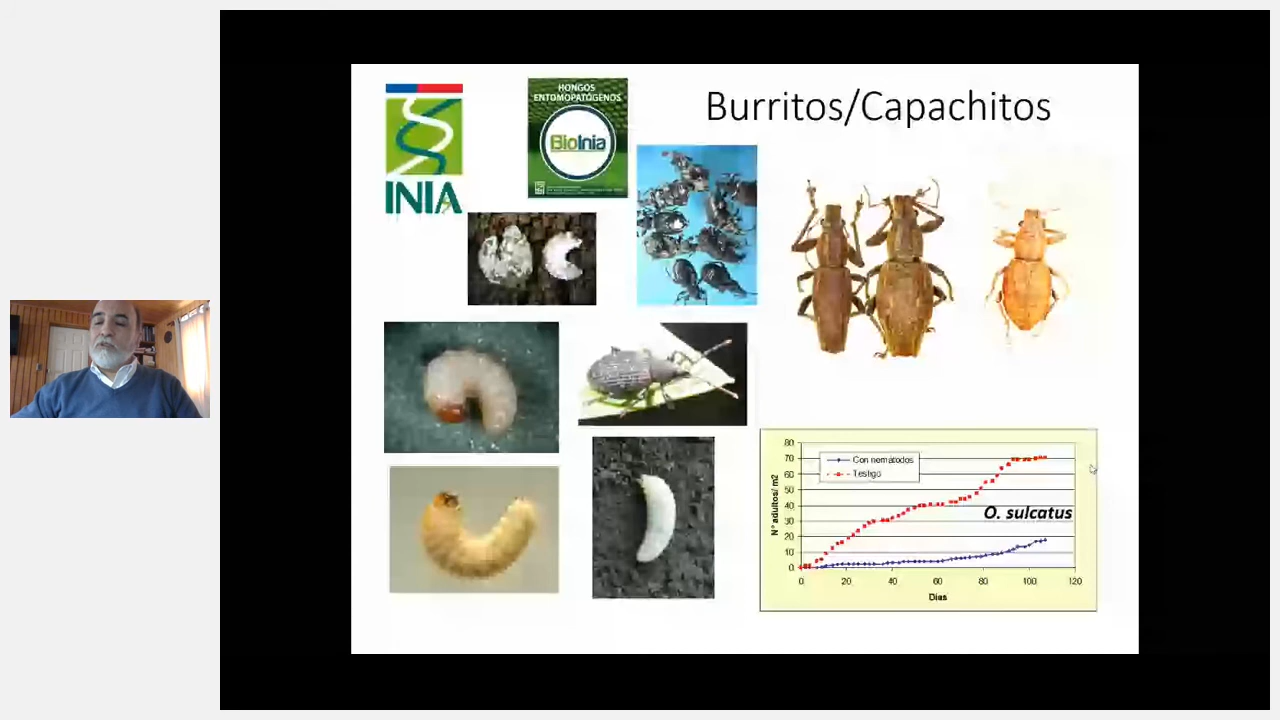 INIA
HONGOS
ENTOMOPATÓGENOS
BioInia
Burritos/Capachitos
N° adultos/ m2
80
70
60
50
40
30
20
10
0
Con nemátodos
Testigo
O. sulcatus
0 20 40 60 80 100 120
Dias